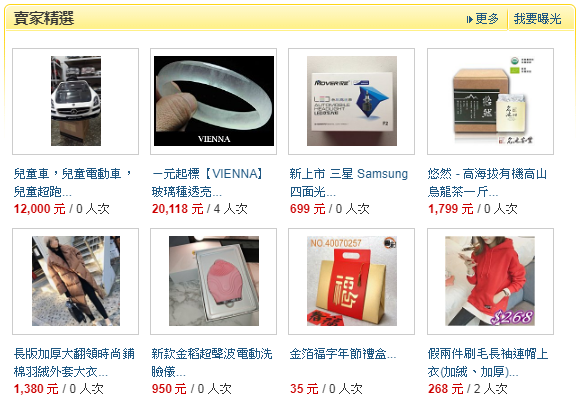 賣家精選
更多
我要曝光
VIENNA
MOVER
LED
AUTOMOBILE
HEADLIGHT
悠然
兒童車，兒童電動車，
兒童超跑...
12,000 元 / 0 人次
一元起標【VIENNA】
玻璃種透亮...
20,118 元 / 4 人次
新上市 三星 Samsung
四面光...
699 元 / 0 人次
悠然 - 高海拔有機高山
烏龍茶一斤...
1,799 元 / 0 人次
NO.40070257
福
$268
長版加厚大翻領時尚鋪
棉羽絨外套大衣...
1,380 元 / 0 人次
新款金稻超聲波電動洗
臉儀...
950 元 / 0 人次
金箔福字年節禮盒...
35 元 / 0 人次
假兩件刷毛長袖連帽上
衣(加絨、加厚)...
268 元 / 2 人次